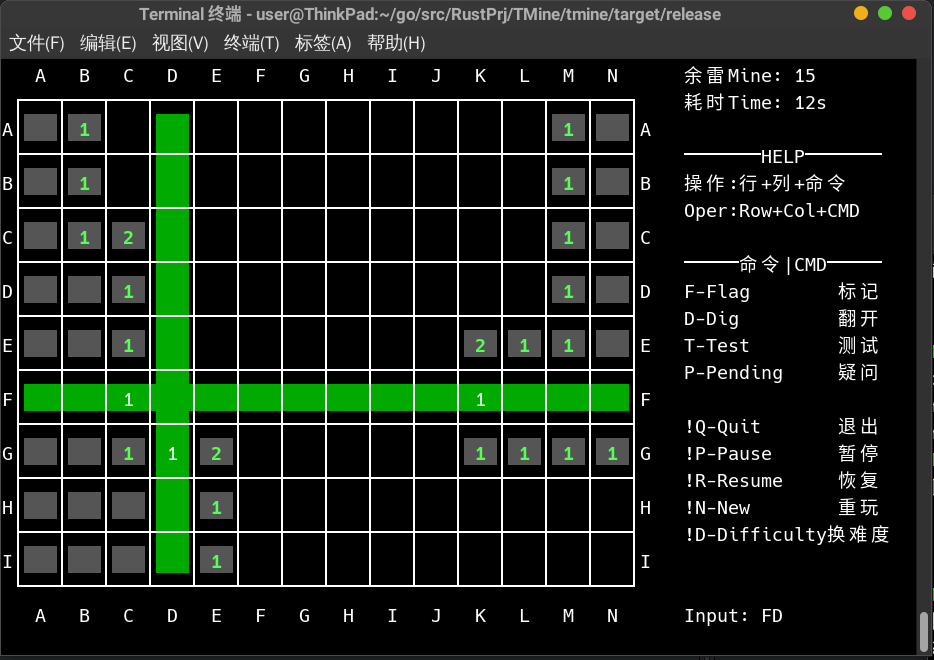 Terminal 终端 - user@ThinkPad:~/go/src/RustPrj/TMine/tmine/target/release
文件(F) 编辑(E) 视图(V) 终端(T) 标签(A) 帮助(H)
A B C D E F G H I J K L M N
余雷Mine: 15
耗时Time: 12s
A 1 1 A
HELP
B 1 1 B
操作:行+列+命令
Oper:Row+Col+CMD
C 1 2 1 C
命令|CMD
D 1 1 D
F-Flag 标记
D-Dig 翻开
E 1 2 1 1 E
T-Test 测试
P-Pending 疑问
F 1 1 F
!Q-Quit 退出
G 1 1 2 1 1 1 1 G
!P-Pause 暂停
!R-Resume 恢复
H 1 H
!N-New 重玩
!D-Difficulty换难度
I 1 I
A B C D E F G H I J K L M N
Input: FD